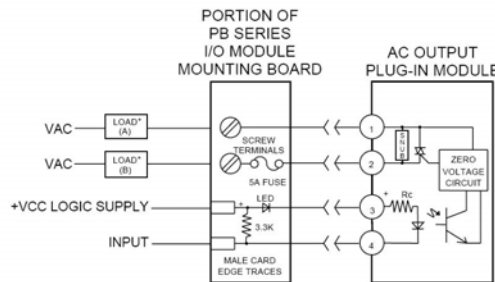 PORTION OF
PB SERIES
I/O MODULE
MOUNTING BOARD
AC OUTPUT
PLUG-IN MODULE
VAC
LOAD*
(A)
SCREW
TERMINALS
1
SNUB
VAC
LOAD*
(B)
5A FUSE
2
ZERO
VOLTAGE
CIRCUIT
+VCC LOGIC SUPPLY
+
LED
3
+
Rc
3.3K
INPUT
4
MALE CARD
EDGE TRACES